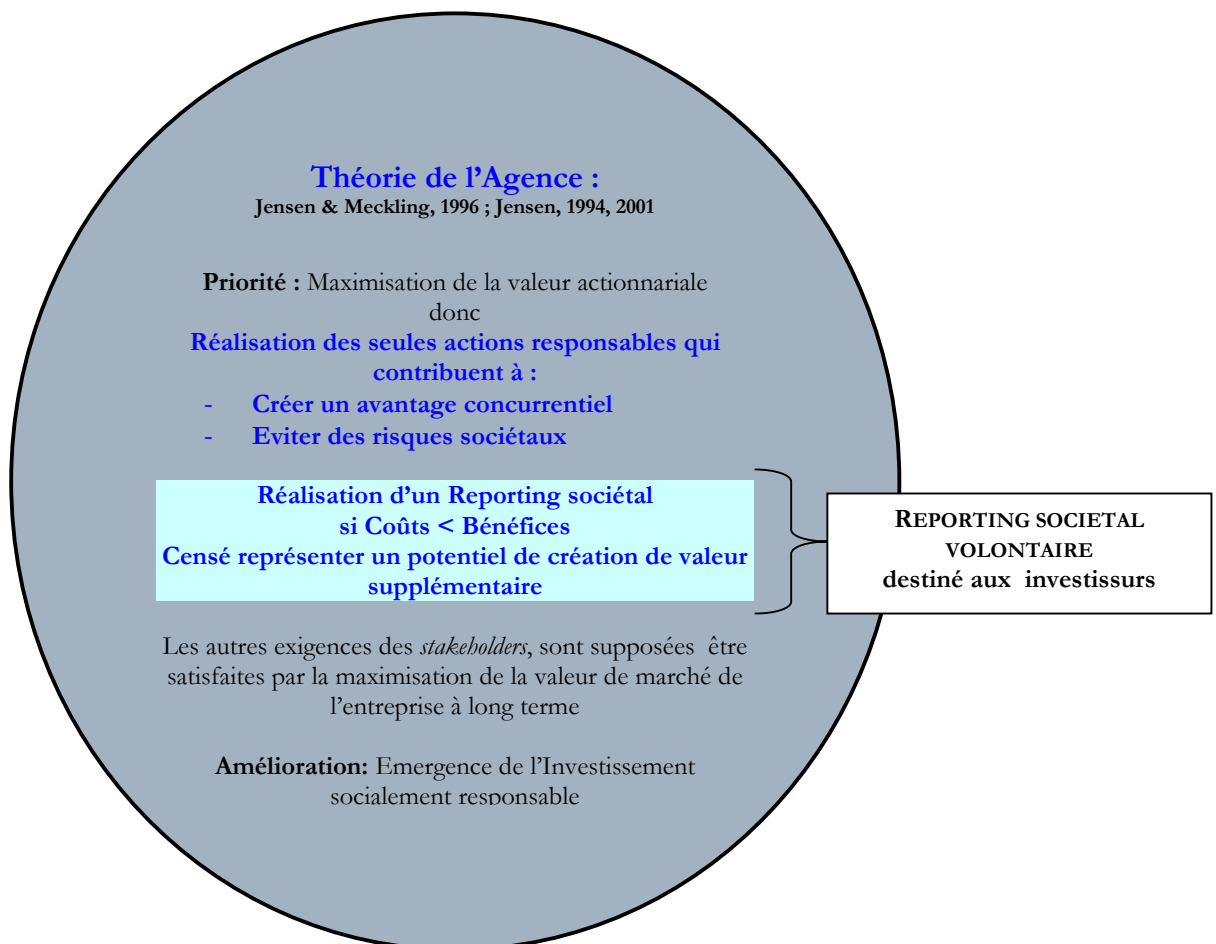 Théorie de l'Agence :
Jensen & Meckling, 1996 ; Jensen, 1994, 2001
Priorité : Maximisation de la valeur actionnariale
donc
Réalisation des seules actions responsables qui
contribuent à :
- Créer un avantage concurrentiel
- Eviter des risques sociétaux
Réalisation d'un Reporting sociétal
si Coûts < Bénéfices
Censé représenter un potentiel de création de valeur
supplémentaire
REPORTING SOCIETAL
VOLONTAIRE
destiné aux investissurs
Les autres exigences des stakeholders, sont supposées être
satisfaites par la maximisation de la valeur de marché de
l'entreprise à long terme
Amélioration: Emergence de l'Investissement
socialement responsable